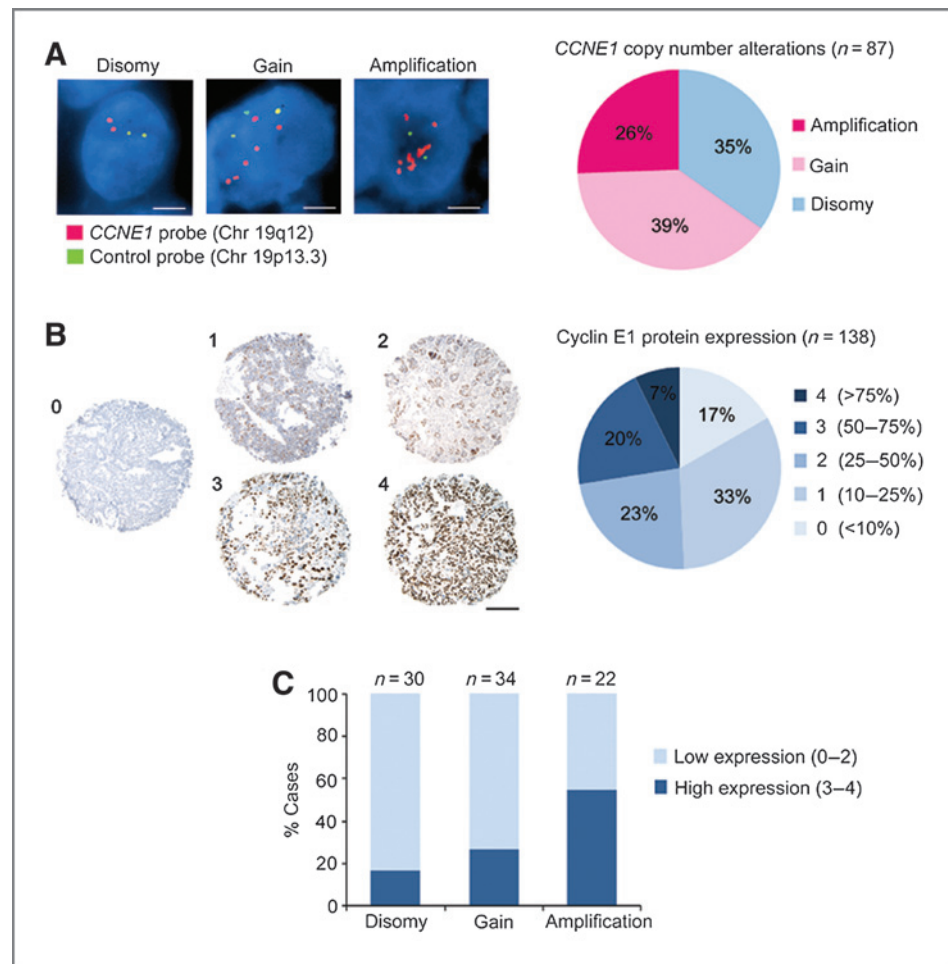 A
Disomy
Gain
Amplification
CCNE1 probe (Chr 19q12)
Control probe (Chr 19p13.3)
CCNE1 copy number alterations (n = 87)
26%
35%
39%
Amplification
Gain
Disomy
B
0
1
2
3
4
Cyclin E1 protein expression (n = 138)
7%
17%
20%
33%
23%
4 (>75%)
3 (50–75%)
2 (25–50%)
1 (10–25%)
0 (<10%)
C
n = 30
n = 34
n = 22
100
80
60
40
20
0
% Cases
Disomy
Gain
Amplification
Low expression (0–2)
High expression (3–4)